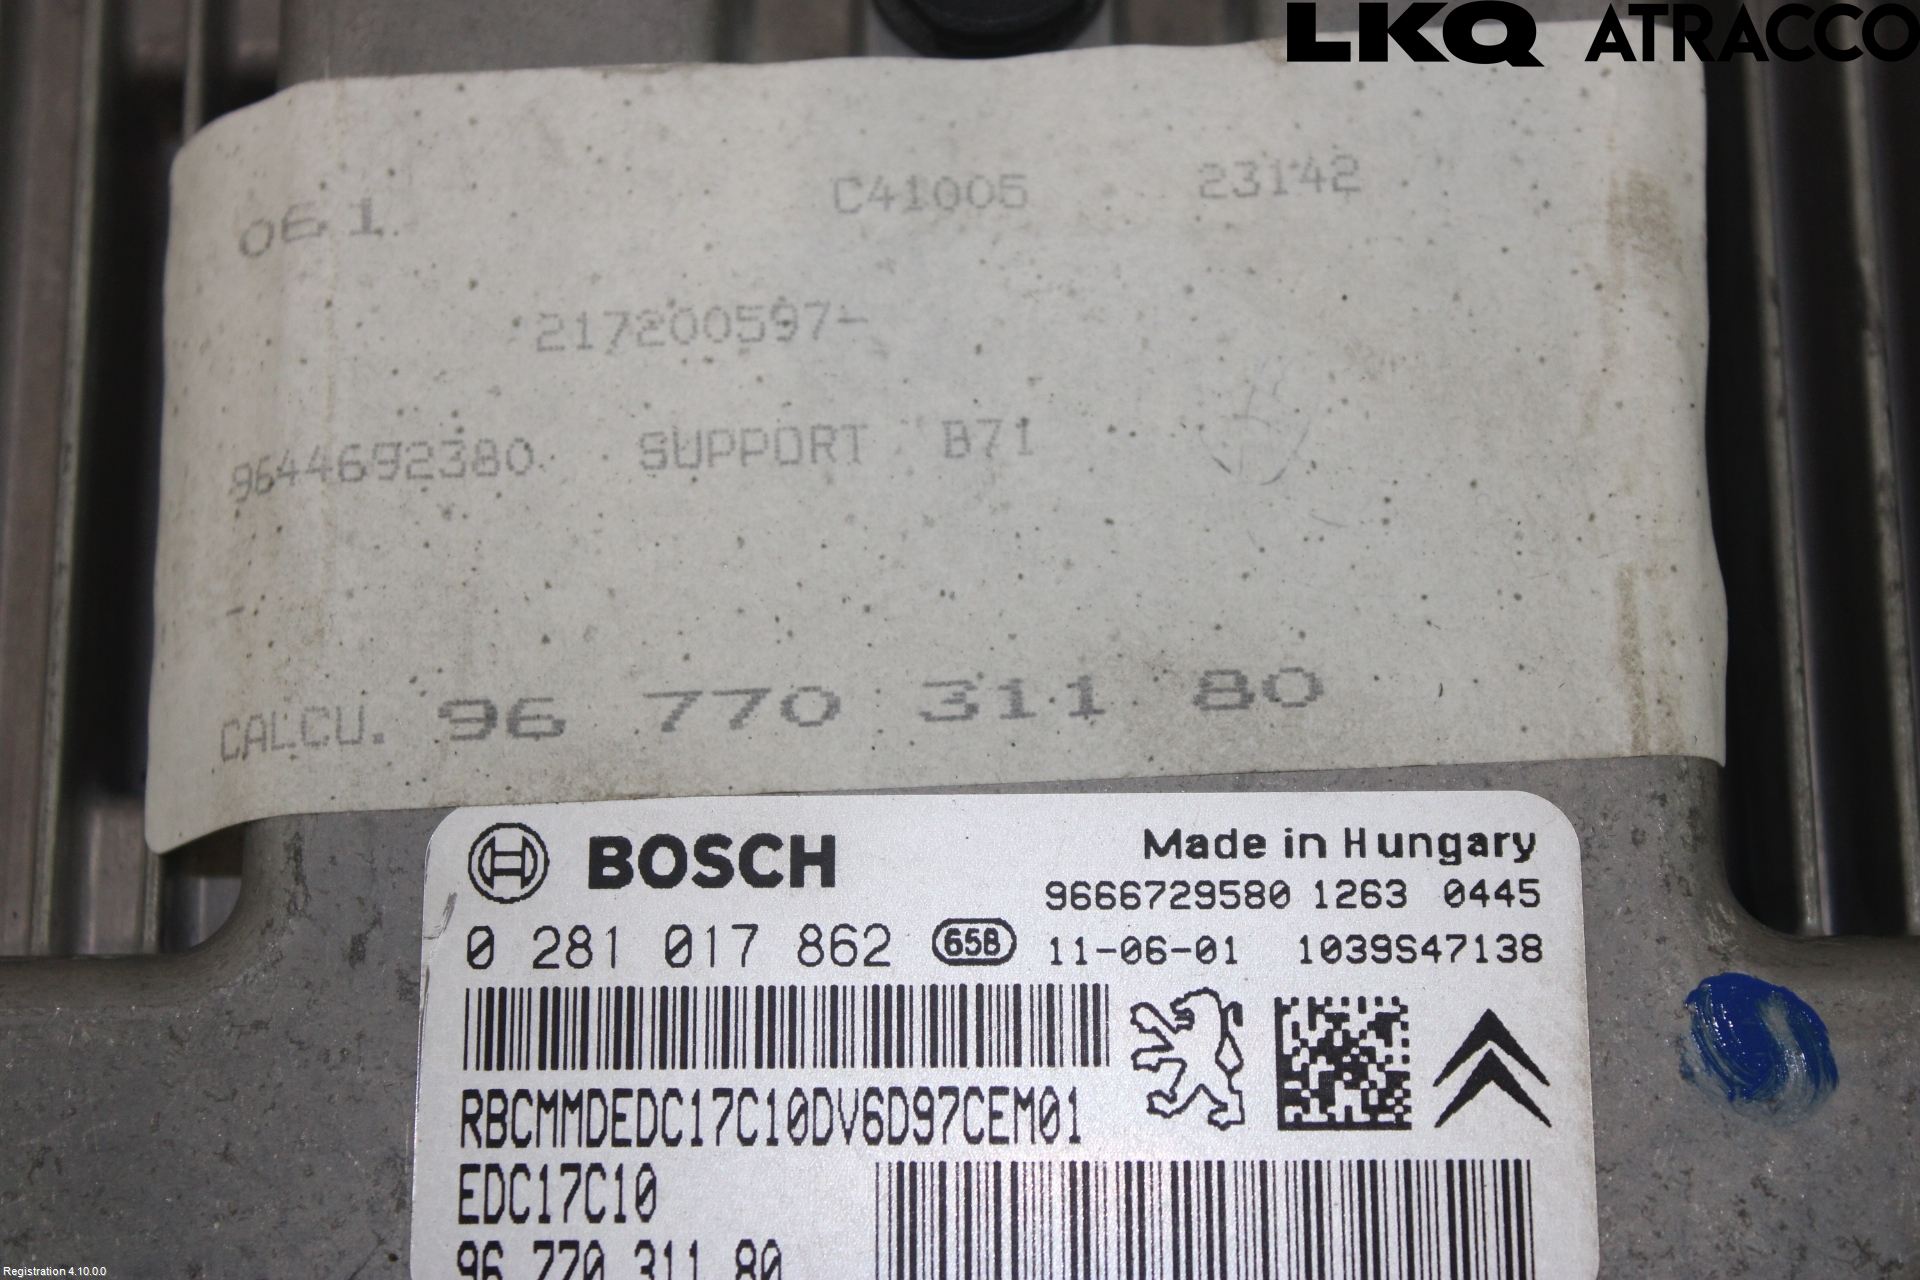 LKQ ATRACCO
061 C41005 23142
217200597-
9644692380 SUPPORT B71
-
CALCU. 96 770 311 80
BOSCH Made in Hungary
9666729580 1263 0445
0 281 017 862 65B 11-06-01 1039S47138
RBCMMDEDC17C10DV6D97CEM01
EDC17C10
96 770 311 80
Registration 4.10.0.0